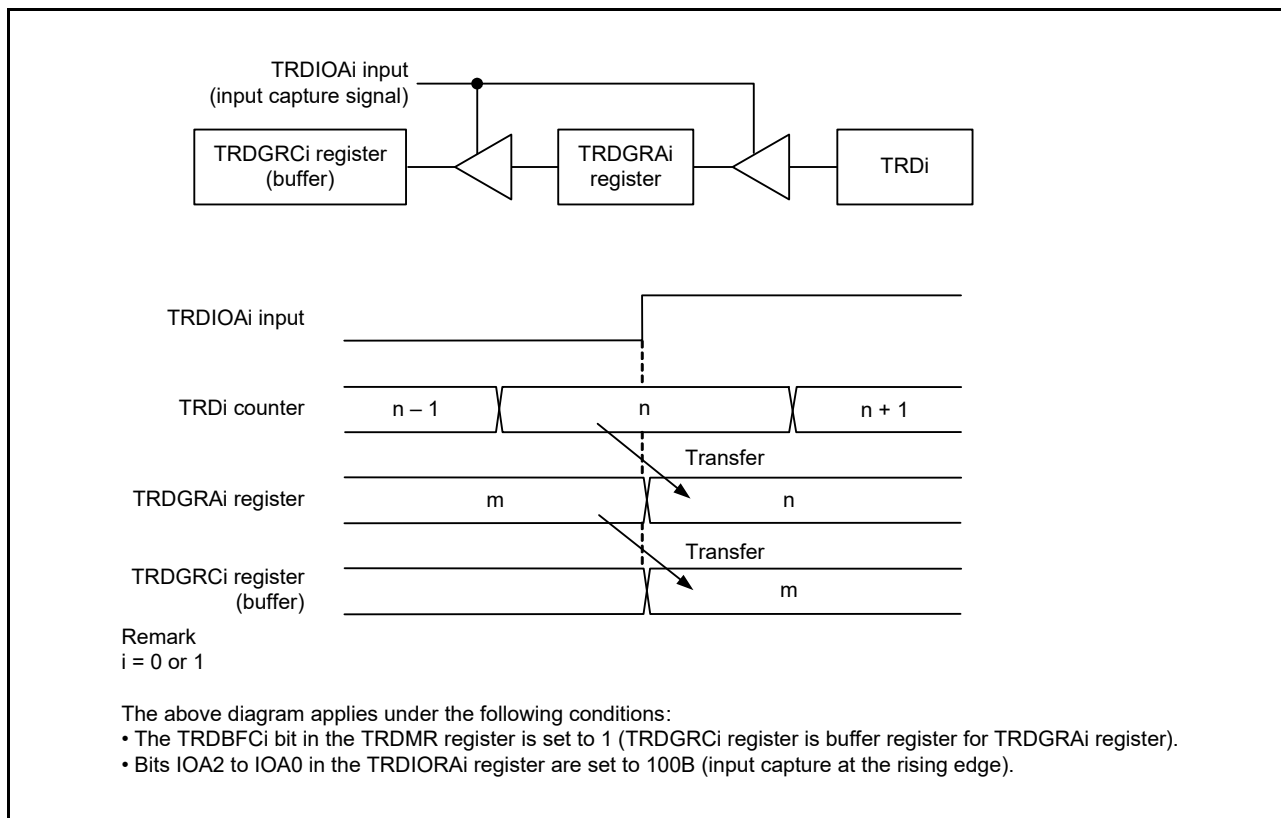 TRDIOAi input
(input capture signal)
TRDGRCi register
(buffer)
TRDGRAi
register
TRDi
TRDIOAi input
TRDi counter
n – 1
n
n + 1
Transfer
TRDGRAi register
m
n
Transfer
TRDGRCi register
(buffer)
m
Remark
i = 0 or 1
The above diagram applies under the following conditions:
• The TRDBFCi bit in the TRDMR register is set to 1 (TRDGRCi register is buffer register for TRDGRAi register).
• Bits IOA2 to IOA0 in the TRDIORAi register are set to 100B (input capture at the rising edge).